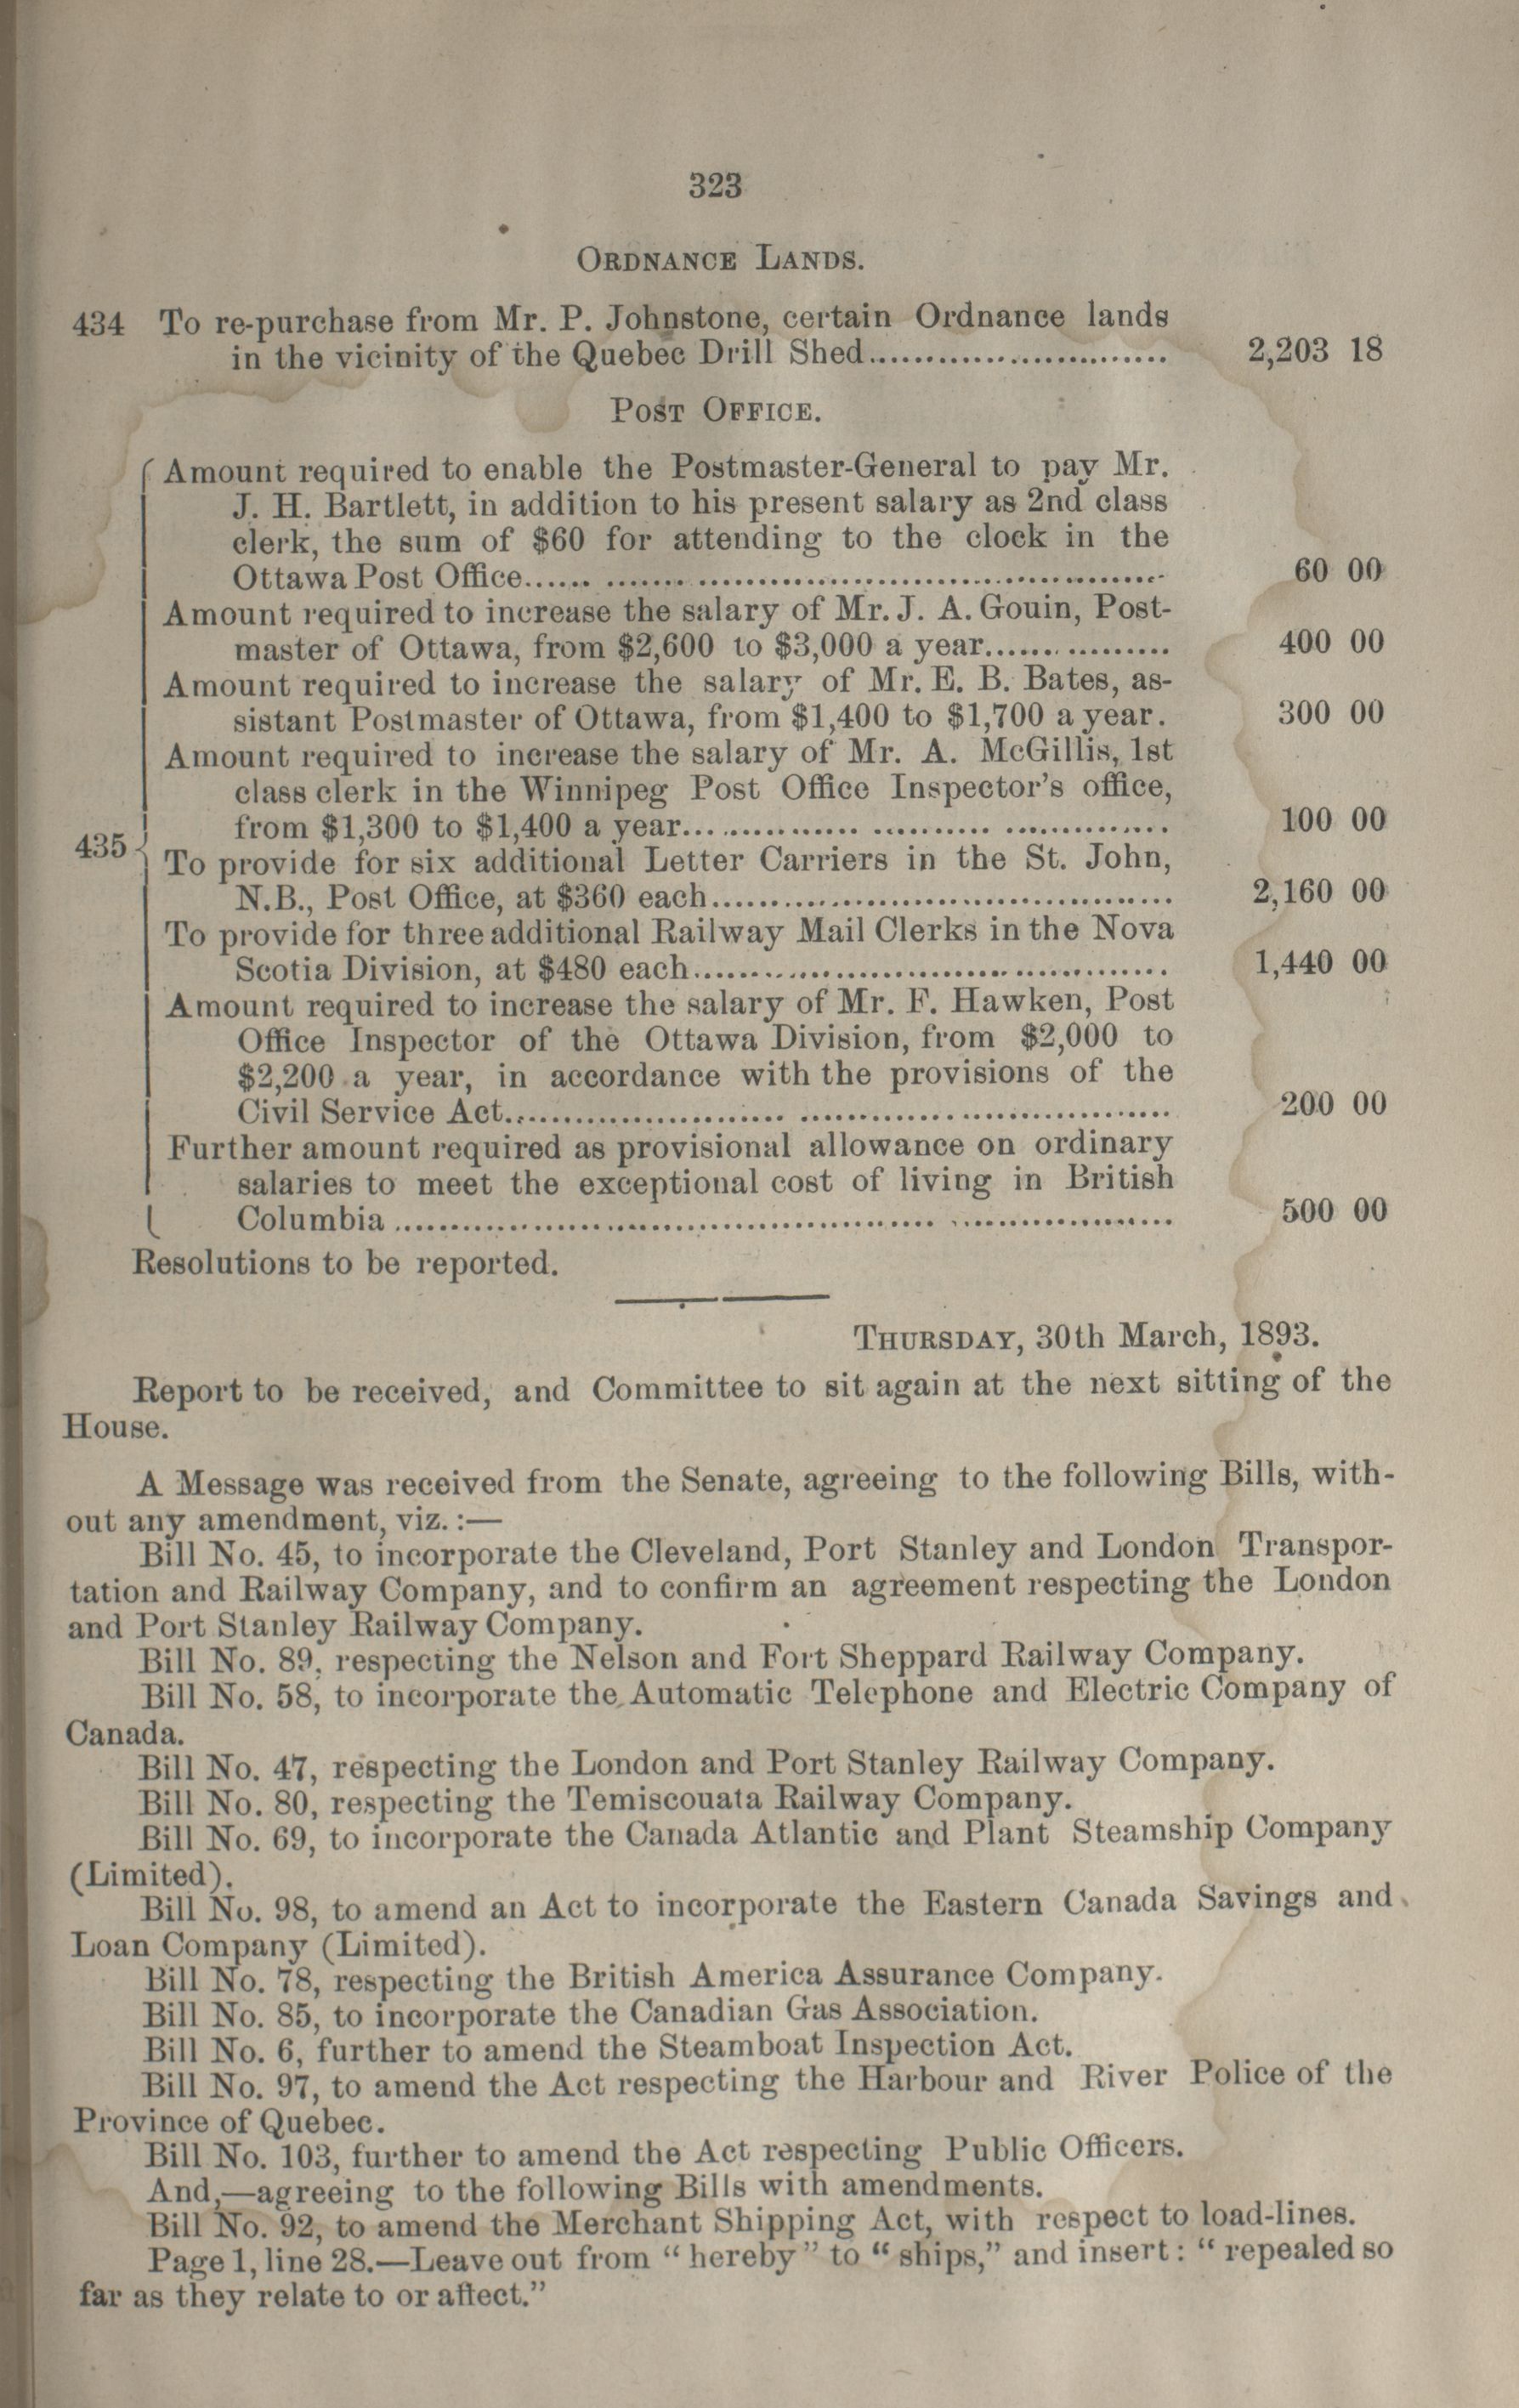 323
ORDNANCE LANDS.
434 To re-purchase from Mr. P. Johnstone, certain Ordnance lands
in the vicinity of the Quebec Drill Shed............................ 2,203 18
POST OFFICE.
Amount required to enable the Postmaster-General to pay Mr.
J. H. Bartlett, in addition to his present salary as 2nd class
clerk, the sum of $60 for attending to the clock in the
Ottawa Post Office........................................................ 60 00
Amount required to increase the salary of Mr. J. A. Gouin, Post-
master of Ottawa, from $2,600 to $3,000 a year................ 400 00
Amount required to increase the salary of Mr. E. B. Bates, as-
sistant Postmaster of Ottawa, from $1,400 to $1,700 a year. 300 00
Amount required to increase the salary of Mr. A. McGillis, 1st
class clerk in the Winnipeg Post Office Inspector's office,
from $1,300 to $1,400 a year.......................................... 100 00
435 To provide for six additional Letter Carriers in the St. John,
N.B., Post Office, at $360 each........................................ 2,160 00
To provide for three additional Railway Mail Clerks in the Nova
Scotia Division, at $480 each.......................................... 1,440 00
Amount required to increase the salary of Mr. F. Hawken, Post
Office Inspector of the Ottawa Division, from $2,000 to
$2,200 a year, in accordance with the provisions of the
Civil Service Act.......................................................... 200 00
Further amount required as provisional allowance on ordinary
salaries to meet the exceptional cost of living in British
Columbia .................................................................. 500 00
Resolutions to be reported.
THURSDAY, 30th March, 1893.
Report to be received, and Committee to sit again at the next sitting of the
House.
A Message was received from the Senate, agreeing to the following Bills, with-
out any amendment, viz. :—
Bill No. 45, to incorporate the Cleveland, Port Stanley and London Transpor-
tation and Railway Company, and to confirm an agreement respecting the London
and Port Stanley Railway Company.
Bill No. 89, respecting the Nelson and Fort Sheppard Railway Company.
Bill No. 58, to incorporate the Automatic Telephone and Electric Company of
Canada.
Bill No. 47, respecting the London and Port Stanley Railway Company.
Bill No. 80, respecting the Temiscouata Railway Company.
Bill No. 69, to incorporate the Canada Atlantic and Plant Steamship Company
(Limited).
Bill No. 98, to amend an Act to incorporate the Eastern Canada Savings and
Loan Company (Limited).
Bill No. 78, respecting the British America Assurance Company.
Bill No. 85, to incorporate the Canadian Gas Association.
Bill No. 6, further to amend the Steamboat Inspection Act.
Bill No. 97, to amend the Act respecting the Harbour and River Police of the
Province of Quebec.
Bill No. 103, further to amend the Act respecting Public Officers.
And,—agreeing to the following Bills with amendments.
Bill No. 92, to amend the Merchant Shipping Act, with respect to load-lines.
Page 1, line 28.—Leave out from " hereby " to " ships," and insert : " repealed so
far as they relate to or affect."